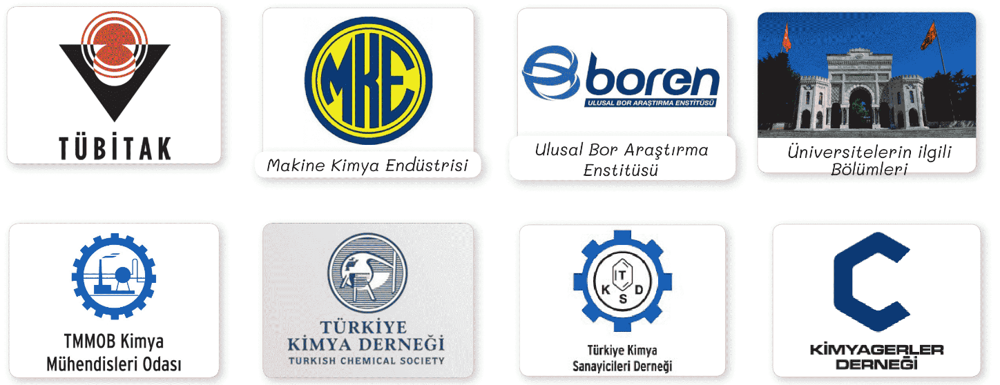 TÜBİTAK
MKE
Makine Kimya Endüstrisi
boren
ULUSAL BOR ARAŞTIRMA ENSTİTÜSÜ
Ulusal Bor Araştırma
Enstitüsü
Üniversitelerin ilgili
Bölümleri
TMMOB Kimya
Mühendisleri Odası
TÜRKİYE
KİMYA DERNEĞİ
TURKISH CHEMICAL SOCIETY
T
K S D
Türkiye Kimya
Sanayicileri Derneği
C
KİMYAGERLER
DERNEĞİ